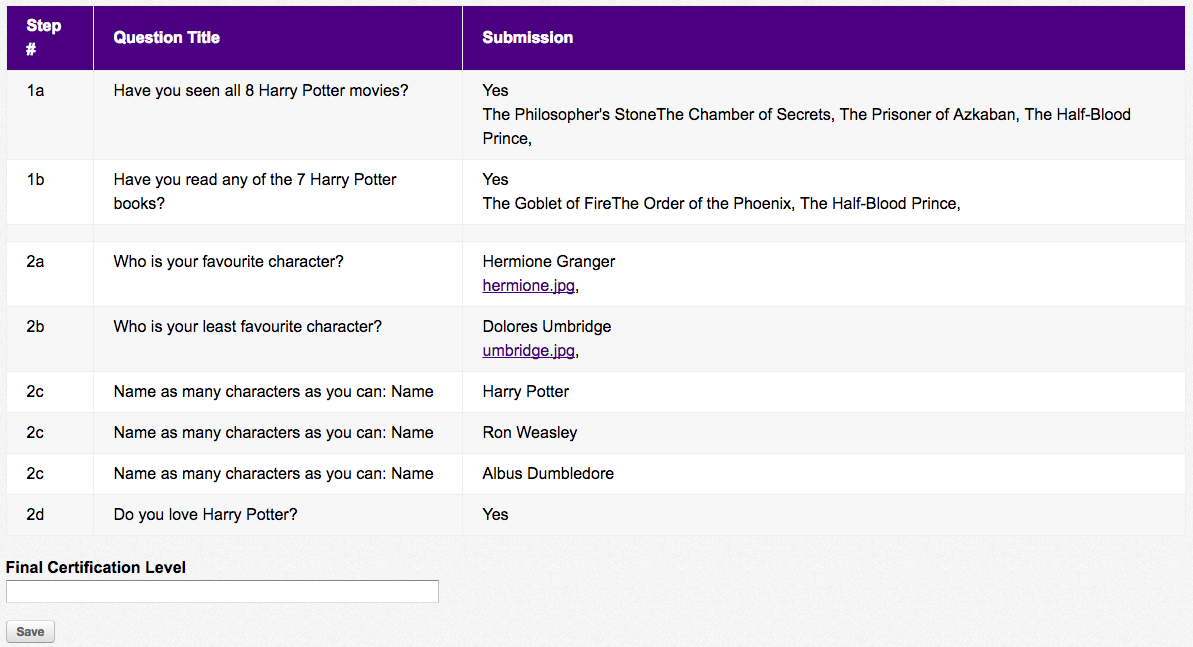 Step #
Question Title
Submission
1a
Have you seen all 8 Harry Potter movies?
Yes
The Philosopher's StoneThe Chamber of Secrets, The Prisoner of Azkaban, The Half-Blood
Prince,
1b
Have you read any of the 7 Harry Potter
books?
Yes
The Goblet of FireThe Order of the Phoenix, The Half-Blood Prince,
2a
Who is your favourite character?
Hermione Granger
hermione.jpg,
2b
Who is your least favourite character?
Dolores Umbridge
umbridge.jpg,
2c
Name as many characters as you can: Name
Harry Potter
2c
Name as many characters as you can: Name
Ron Weasley
2c
Name as many characters as you can: Name
Albus Dumbledore
2d
Do you love Harry Potter?
Yes
Final Certification Level
Save